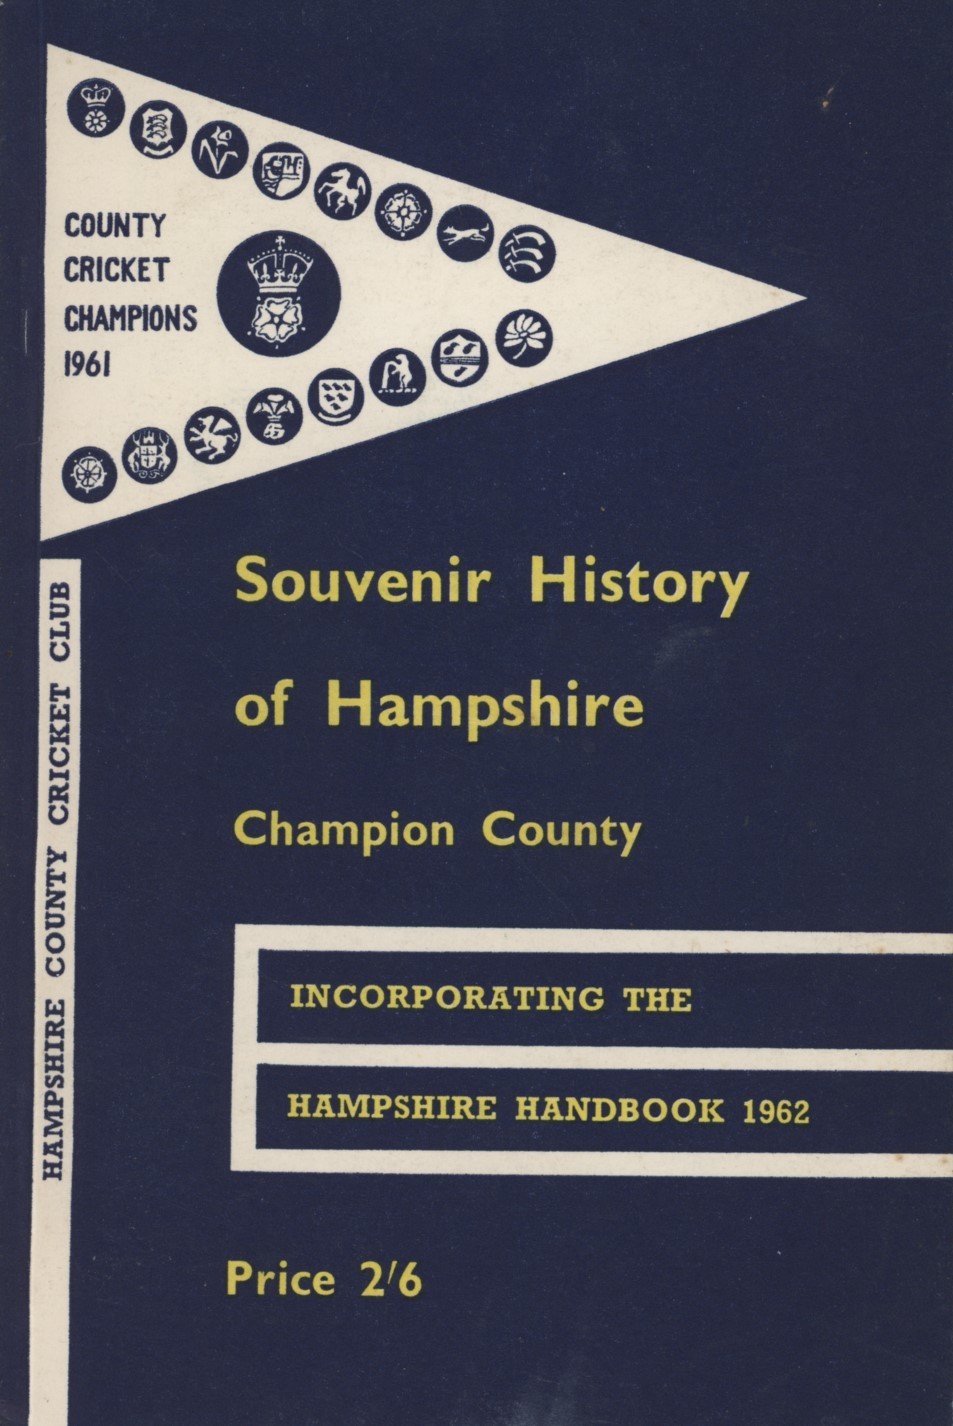 COUNTY
CRICKET
CHAMPIONS
1961
HAMPSHIRE COUNTY CRICKET CLUB
Souvenir History
of Hampshire
Champion County
INCORPORATING THE
HAMPSHIRE HANDBOOK 1962
Price 2'6